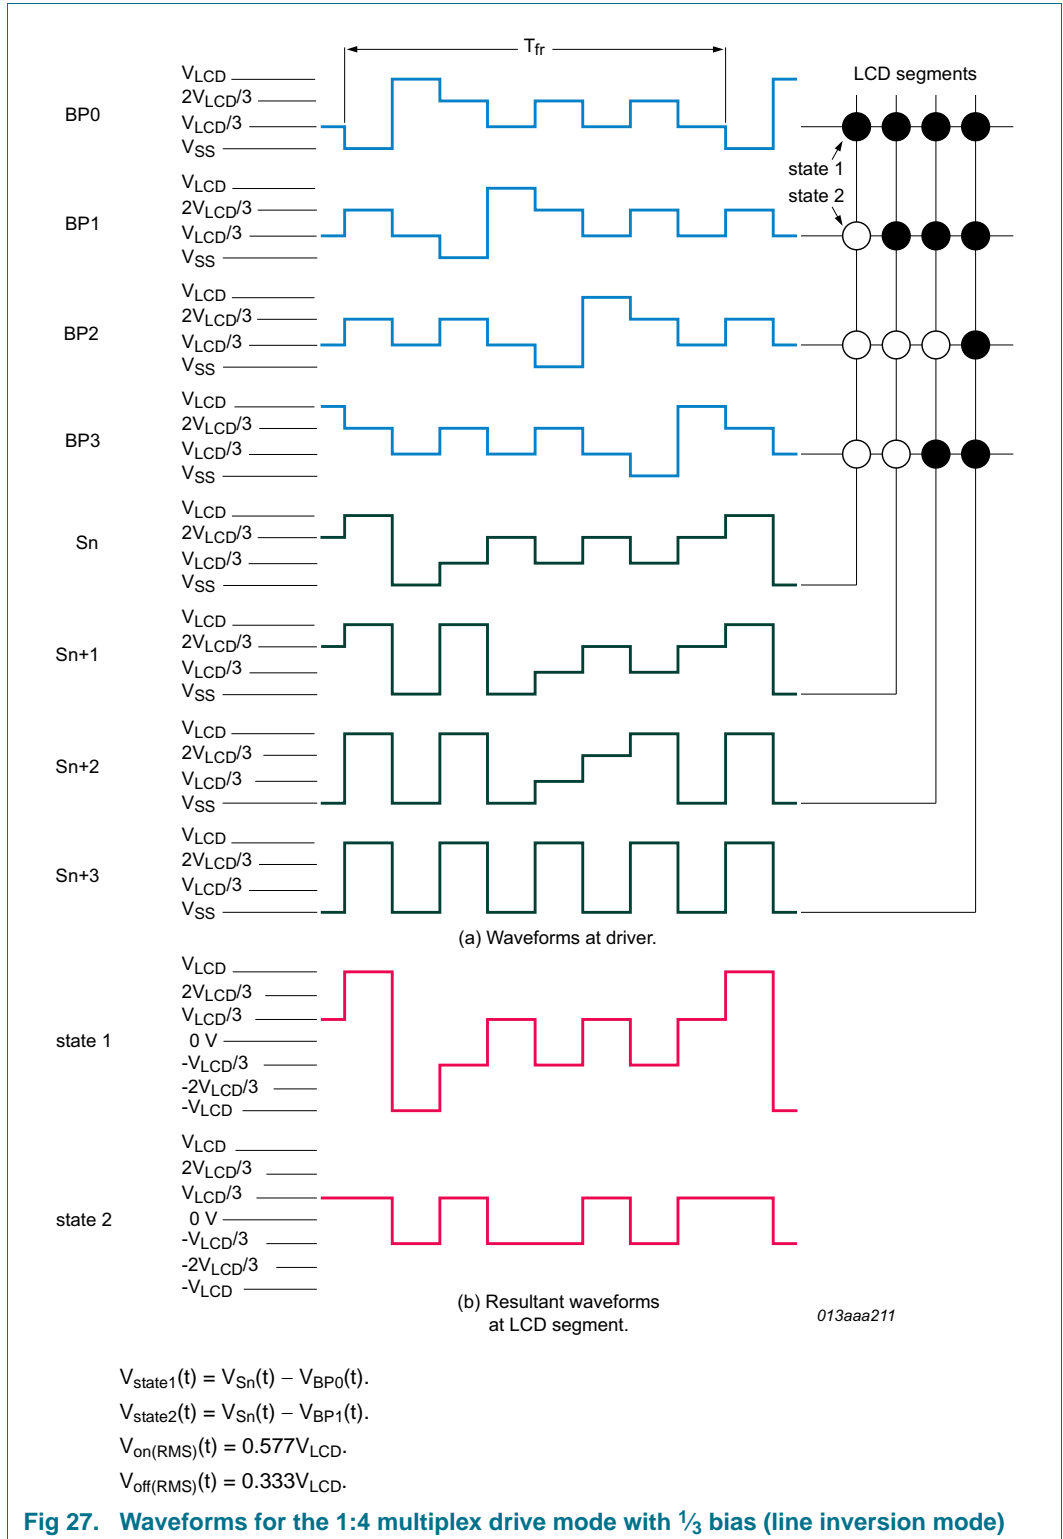 Tfr
VLCD
2VLCD/3
BP0
VLCD/3
VSS
LCD segments
state 1
VLCD
state 2
2VLCD/3
BP1
VLCD/3
VSS
VLCD
2VLCD/3
BP2
VLCD/3
VSS
VLCD
2VLCD/3
BP3
VLCD/3
VSS
VLCD
2VLCD/3
Sn
VLCD/3
VSS
VLCD
2VLCD/3
Sn+1
VLCD/3
VSS
VLCD
2VLCD/3
Sn+2
VLCD/3
VSS
VLCD
2VLCD/3
Sn+3
VLCD/3
VSS
(a) Waveforms at driver.
VLCD
2VLCD/3
VLCD/3
state 1
0 V
-VLCD/3
-2VLCD/3
-VLCD
VLCD
2VLCD/3
VLCD/3
state 2
0 V
-VLCD/3
-2VLCD/3
-VLCD
(b) Resultant waveforms
at LCD segment.
013aaa211
Vstate1(t) = VSn(t) − VBP0(t).
Vstate2(t) = VSn(t) − VBP1(t).
Von(RMS)(t) = 0.577VLCD.
Voff(RMS)(t) = 0.333VLCD.
Fig 27. Waveforms for the 1:4 multiplex drive mode with 1⁄3 bias (line inversion mode)